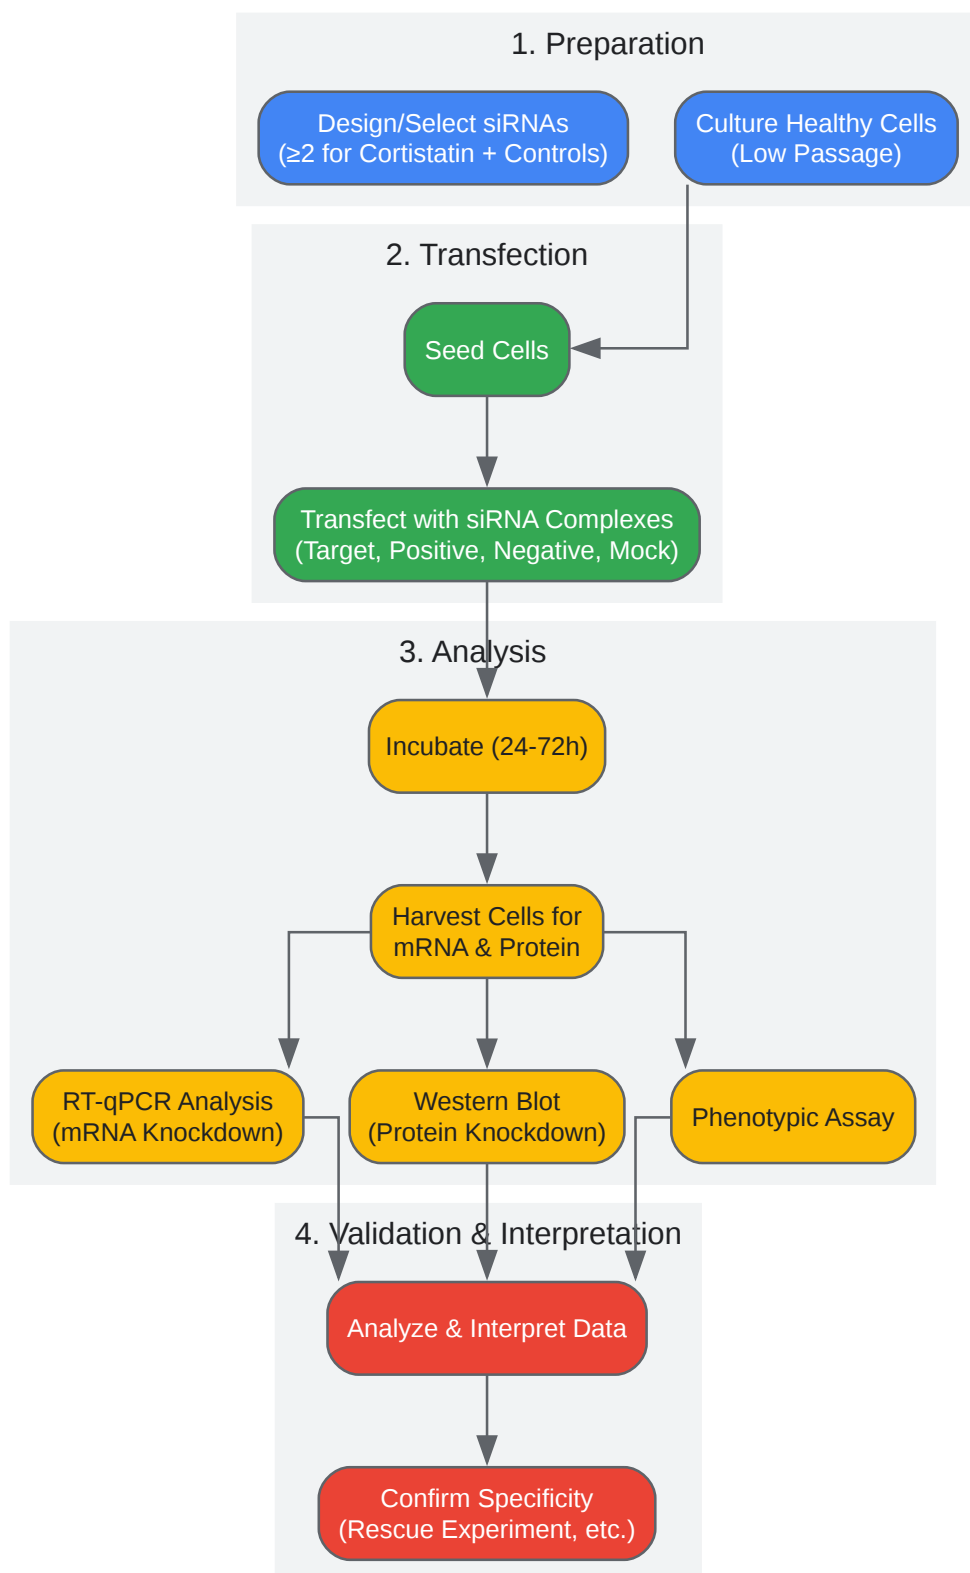 1. Preparation
Design/Select siRNAs
(≥2 for Cortistatin + Controls)
Culture Healthy Cells
(Low Passage)
2. Transfection
Seed Cells
Transfect with siRNA Complexes
(Target, Positive, Negative, Mock)
3. Analysis
Incubate (24-72h)
Harvest Cells for
mRNA & Protein
RT-qPCR Analysis
(mRNA Knockdown)
Western Blot
(Protein Knockdown)
Phenotypic Assay
4. Validation & Interpretation
Analyze & Interpret Data
Confirm Specificity
(Rescue Experiment, etc.)